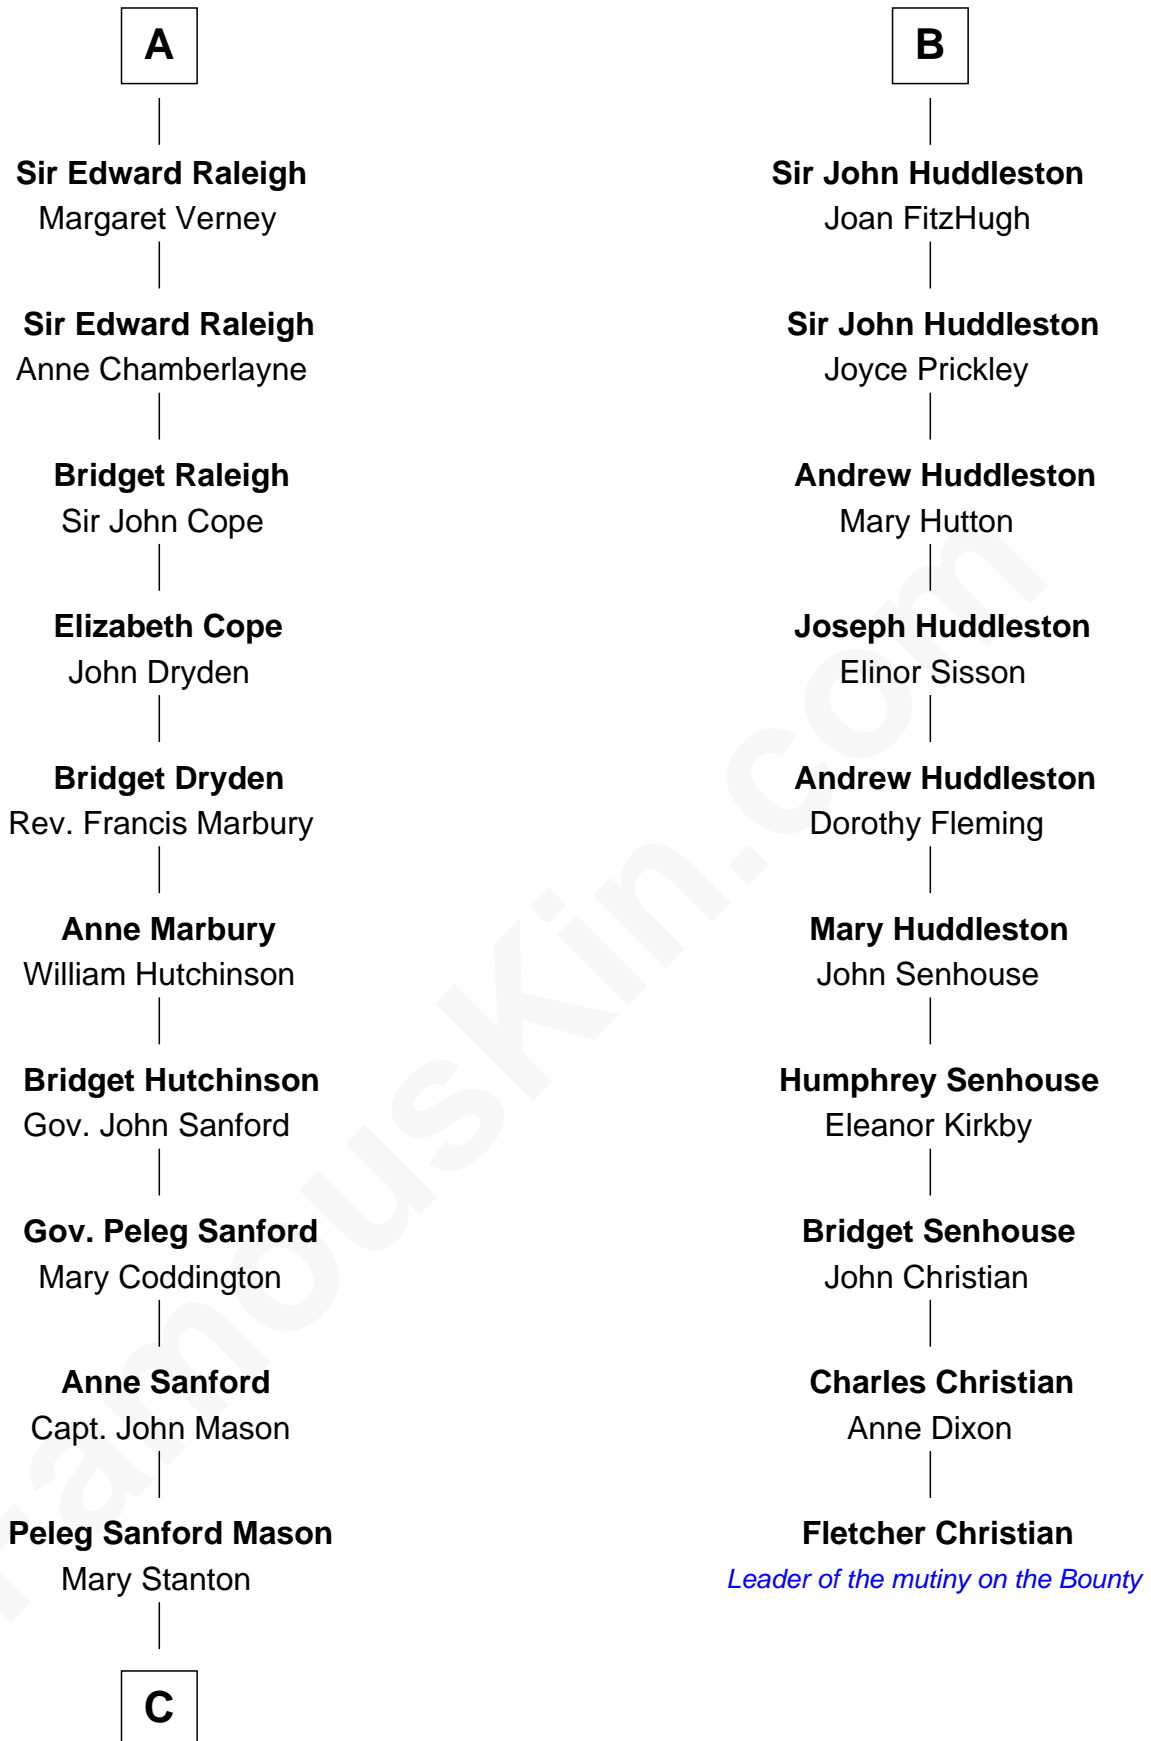 A
Sir Edward Raleigh
Margaret Verney
Sir Edward Raleigh
Anne Chamberlayne
Bridget Raleigh
Sir John Cope
Elizabeth Cope
John Dryden
Bridget Dryden
Rev. Francis Marbury
Anne Marbury
William Hutchinson
Bridget Hutchinson
Gov. John Sanford
Gov. Peleg Sanford
Mary Coddington
Anne Sanford
Capt. John Mason
Peleg Sanford Mason
Mary Stanton
C
B
Sir John Huddleston
Joan FitzHugh
Sir John Huddleston
Joyce Prickley
Andrew Huddleston
Mary Hutton
Joseph Huddleston
Elinor Sisson
Andrew Huddleston
Dorothy Fleming
Mary Huddleston
John Senhouse
Humphrey Senhouse
Eleanor Kirkby
Bridget Senhouse
John Christian
Charles Christian
Anne Dixon
Fletcher Christian
Leader of the mutiny on the Bounty
FamousKin.com